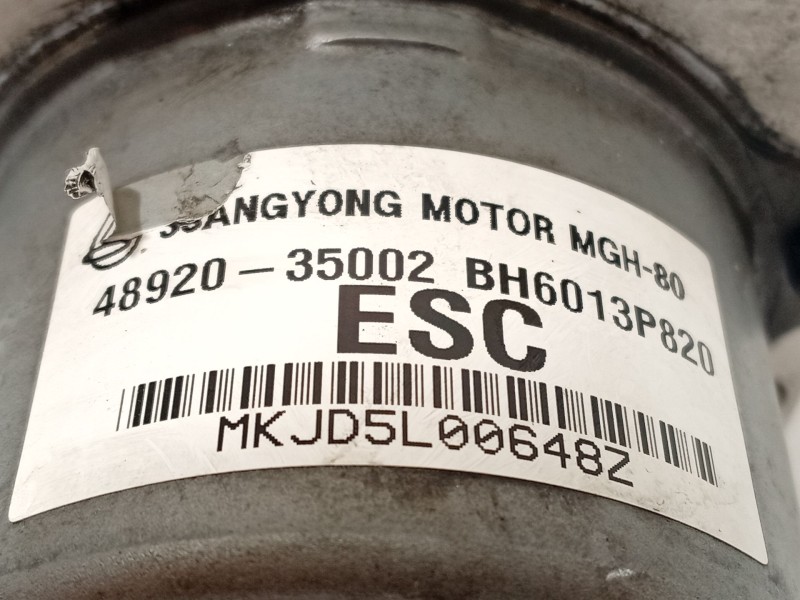 SSANGYONG MOTOR MGH-80
48920-35002 BH6013P820
ESC
MKJD5L00648Z